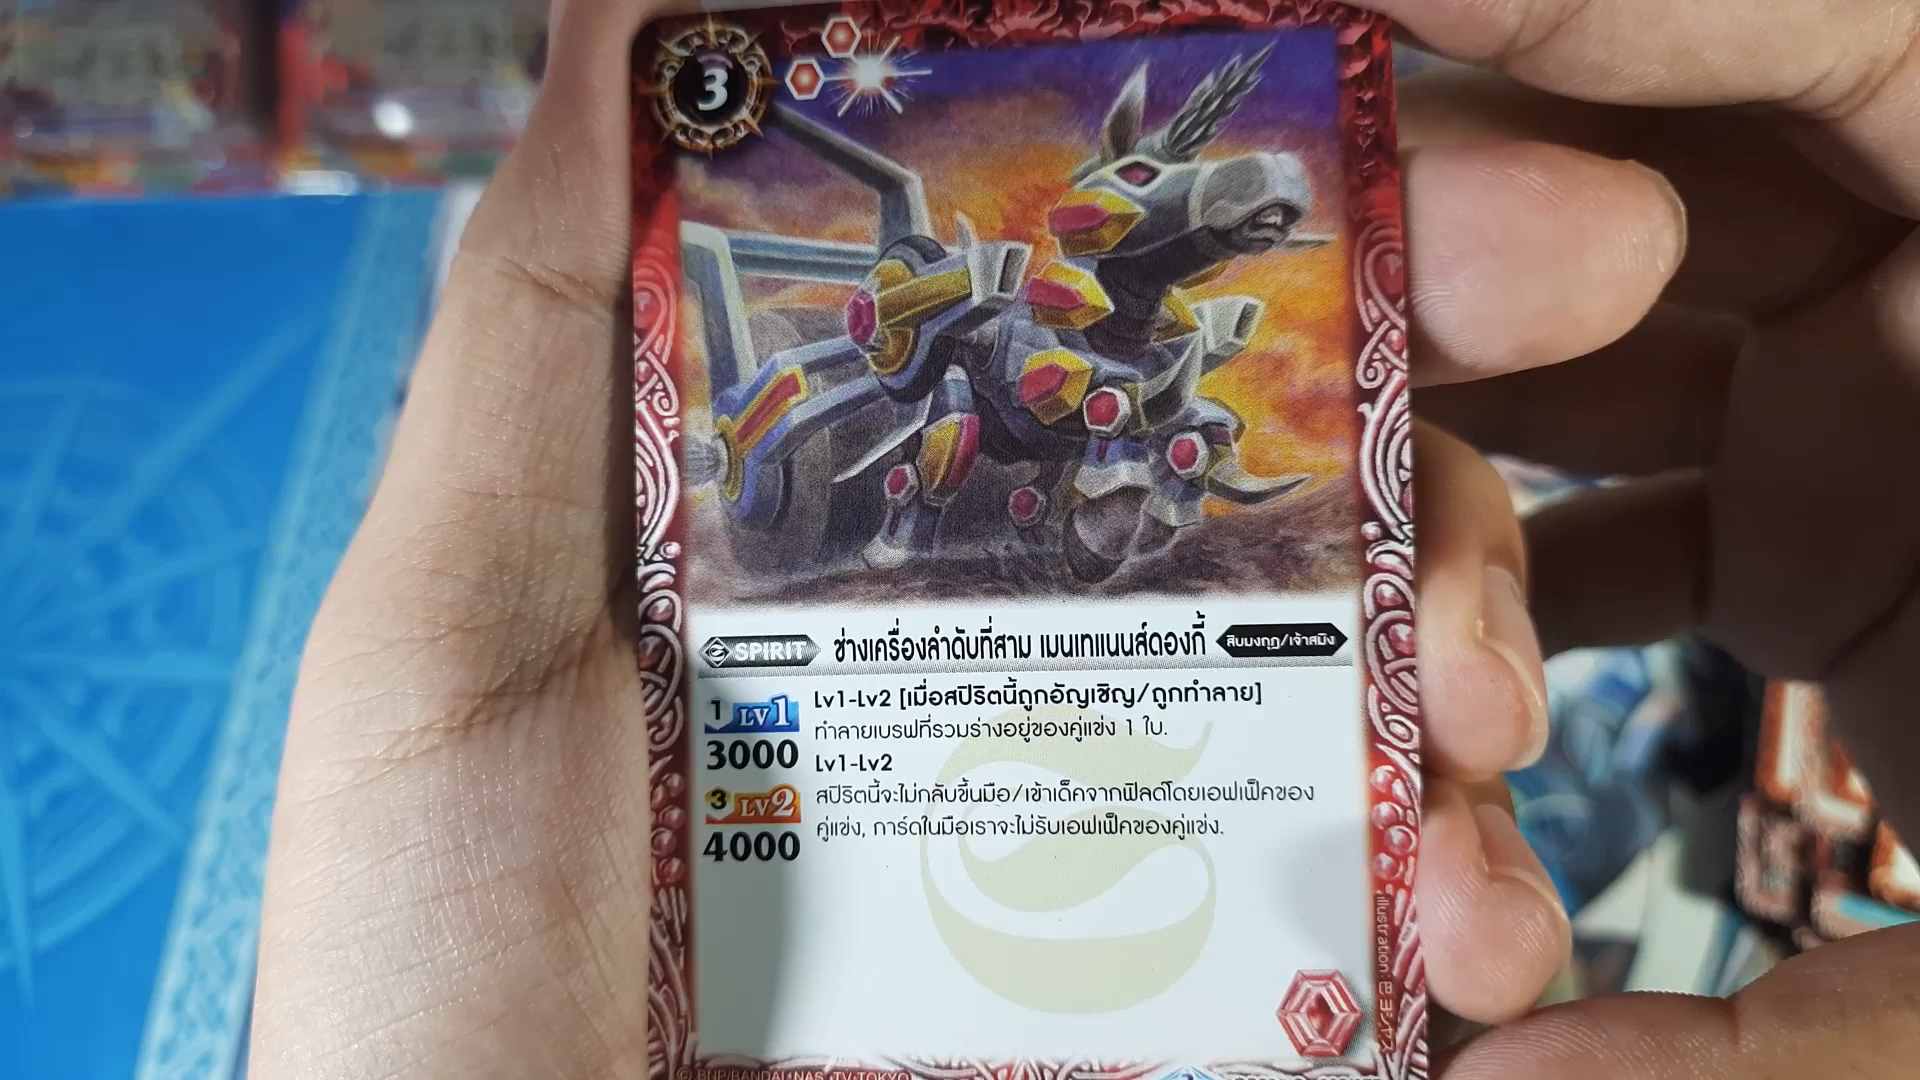 3
SPIRIT ช่างเครื่องลำดับที่สาม เมนเทแนนส์ดองกี้ สิบมงกุฎ/เจ้าสมิง
1 LV1
3000
3 LV2
4000
Lv1-Lv2 [เมื่อสปิริตนี้ถูกอัญเชิญ/ถูกทำลาย]
ทำลายเบรฟที่รวมร่างอยู่ของคู่แข่ง 1 ใบ.
Lv1-Lv2
สปิริตนี้จะไม่กลับขึ้นมือ/เข้าเด็คจากฟิลด์โดยเอฟเฟ็คของ
คู่แข่ง, การ์ดในมือเราจะไม่รับเอฟเฟ็คของคู่แข่ง.
illustration:
© BNP/BANDAI, NAS, TV TOKYO